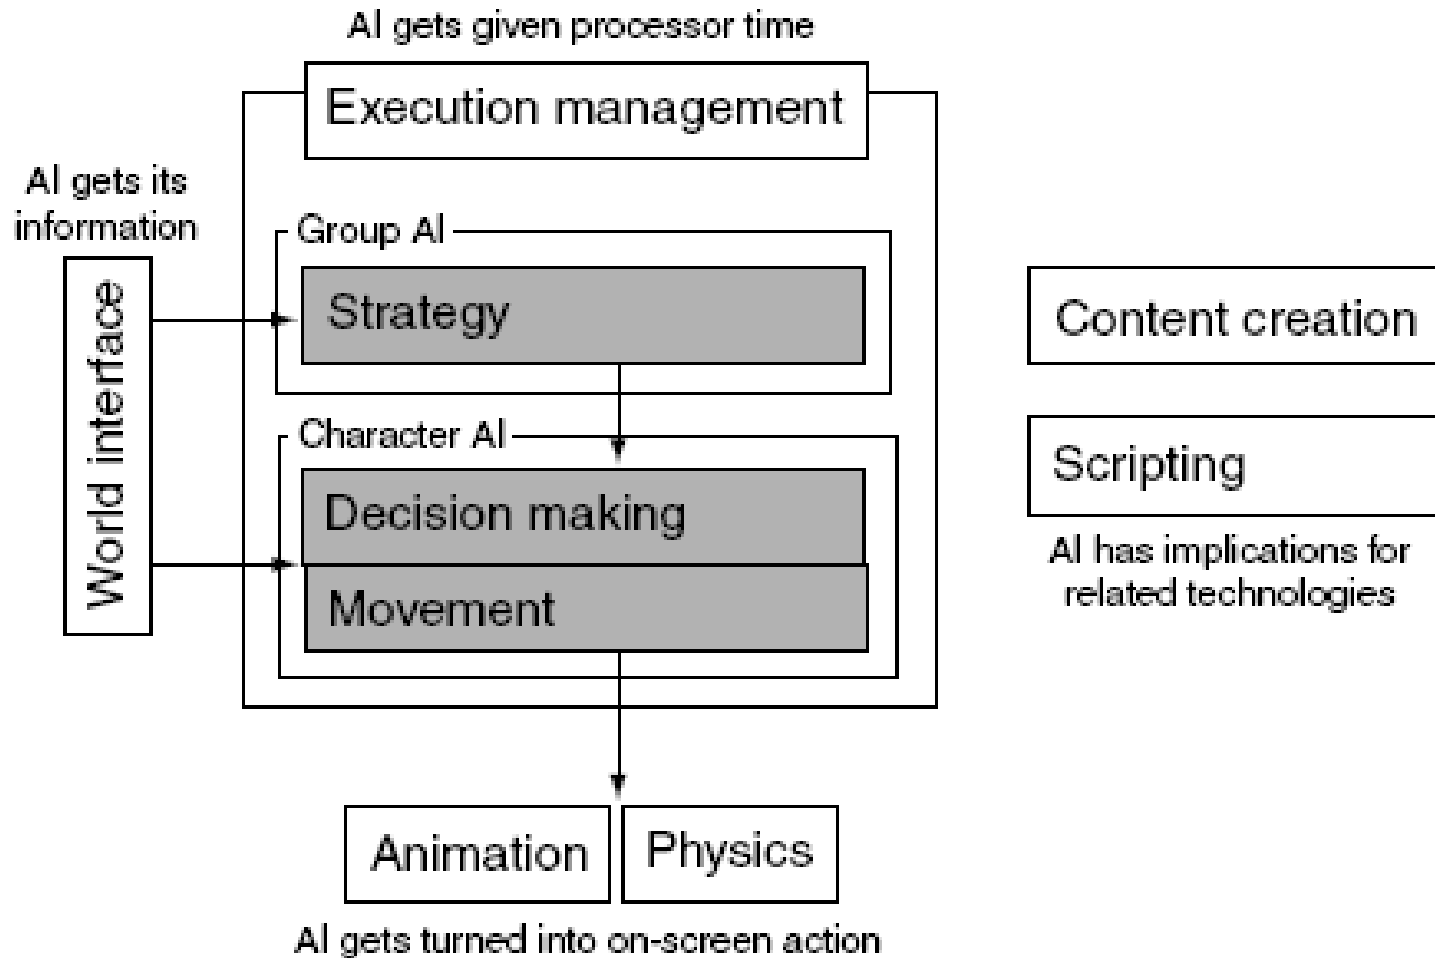 AI gets given processor time
Execution management
AI gets its
information
Group AI
Strategy
World interface
Character AI
Decision making
Movement
Animation
Physics
AI gets turned into on-screen action
Content creation
Scripting
AI has implications for
related technologies